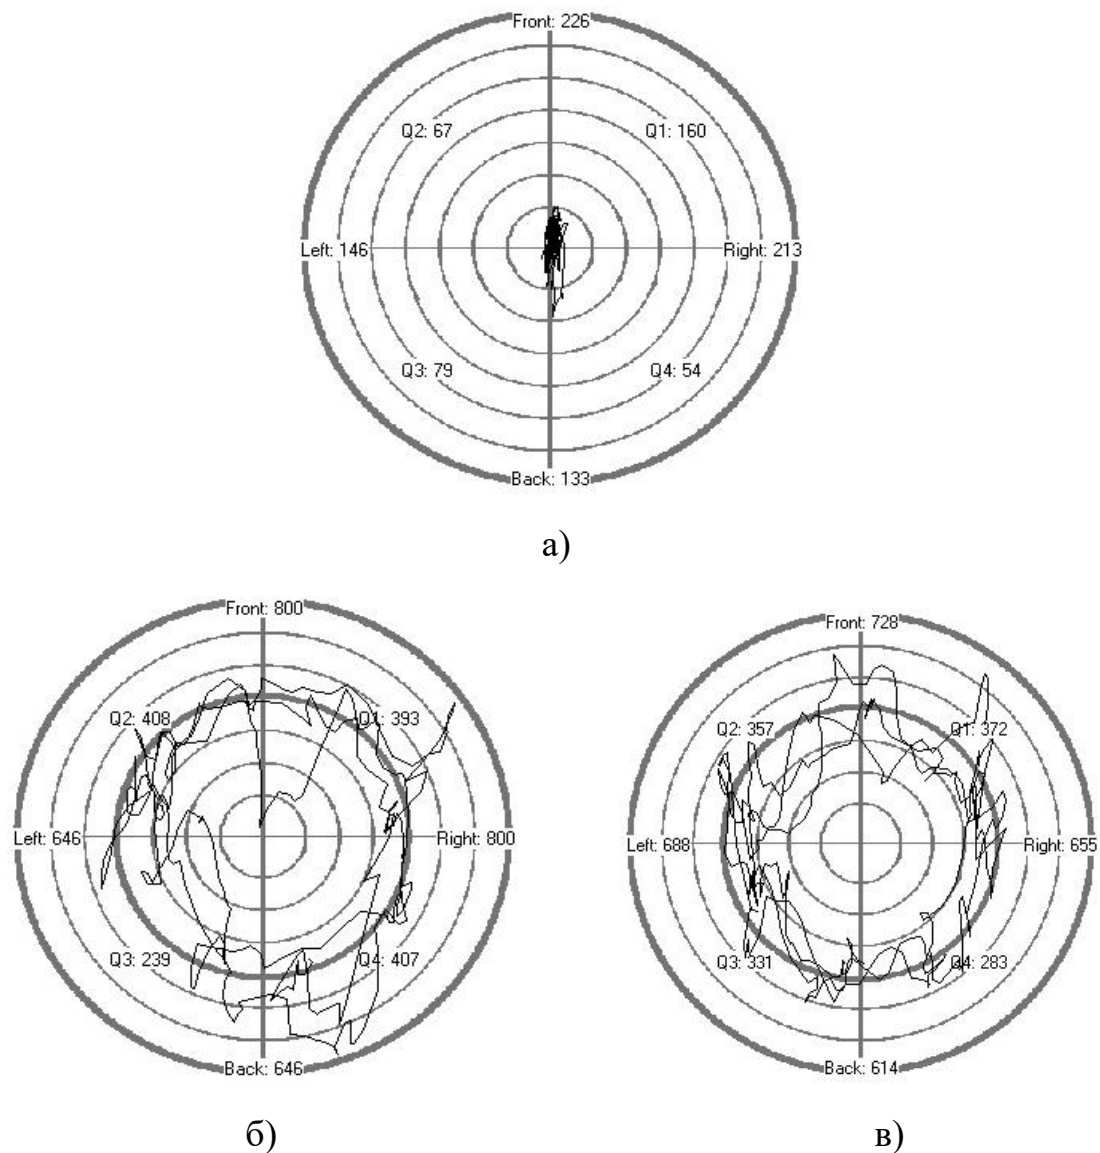 Front: 226
Q2: 67
Q1: 160
Left: 146
Right: 213
Q3: 79
Q4: 54
Back: 133
а)
Front: 800
Q2: 408
Q1: 393
Left: 646
Right: 800
Q3: 239
Q4: 407
Back: 646
б)
Front: 728
Q2: 357
Q1: 372
Left: 688
Right: 655
Q3: 331
Q4: 283
Back: 614
в)